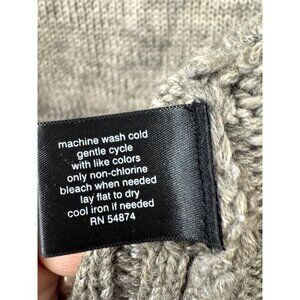 machine wash cold
gentle cycle
with like colors
only non-chlorine
bleach when needed
lay flat to dry
cool iron if needed
RN 54874